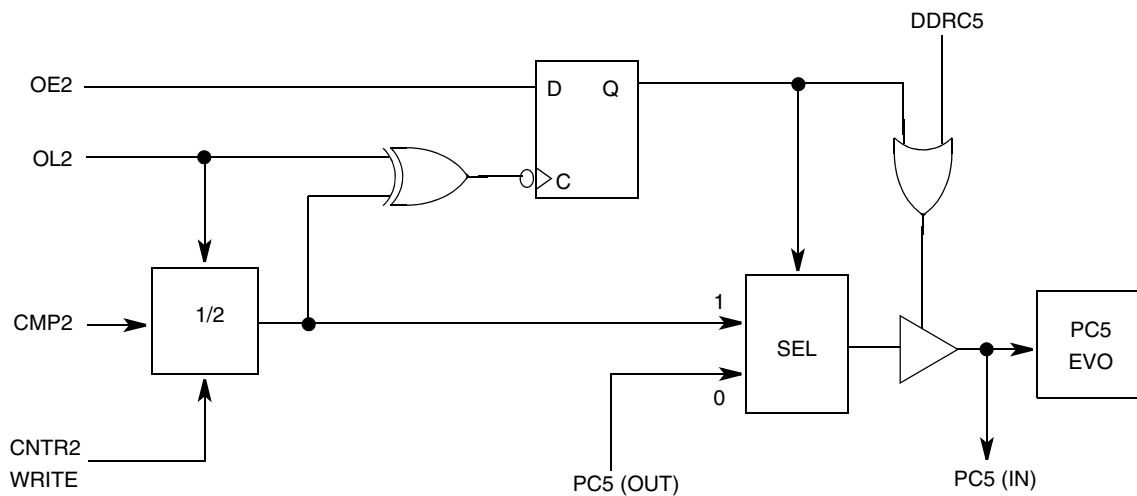 DDRC5
OE2
D
Q
OL2
C
1/2
CMP2
1
SEL
0
PC5
EVO
CNTR2
WRITE
PC5 (OUT)
PC5 (IN)